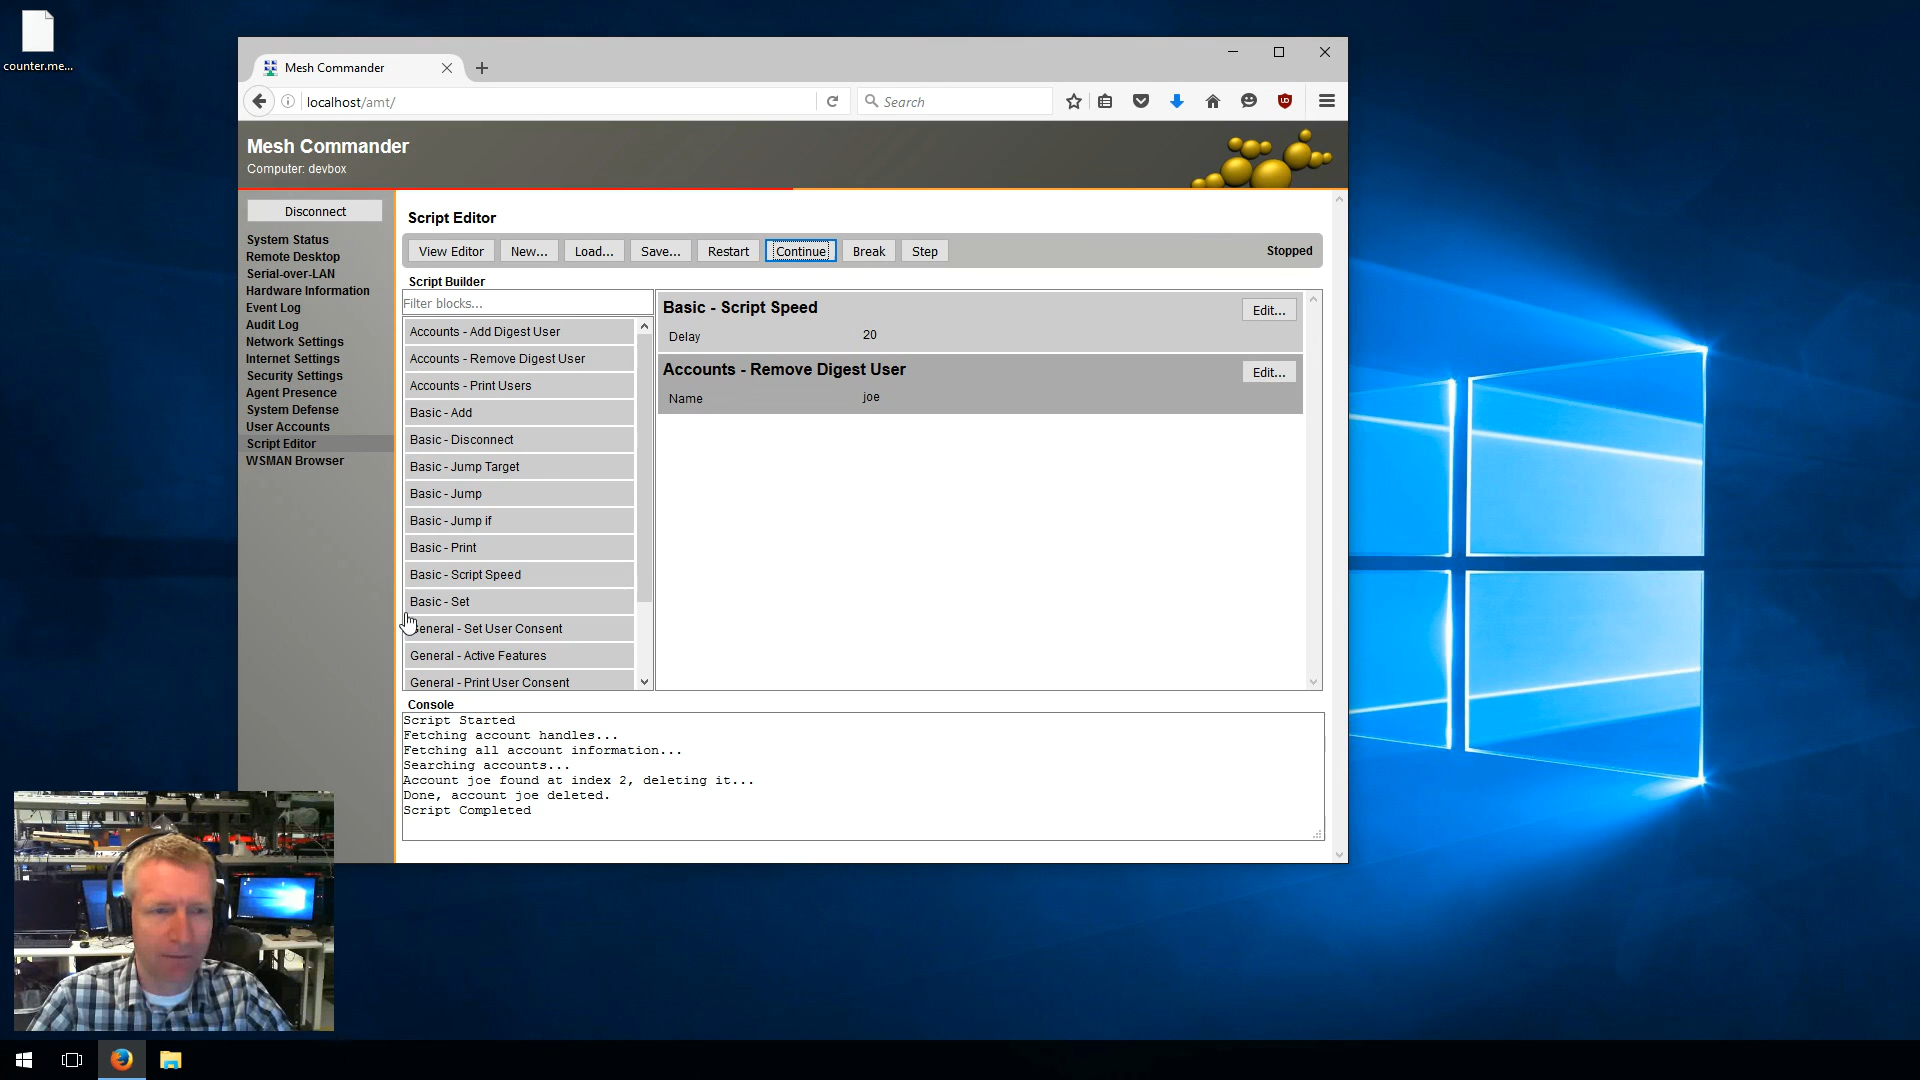 counter.me...
Mesh Commander
localhost/amt/
Search
Mesh Commander
Computer: devbox
Disconnect
System Status
Remote Desktop
Serial-over-LAN
Hardware Information
Event Log
Audit Log
Network Settings
Internet Settings
Security Settings
Agent Presence
System Defense
User Accounts
Script Editor
WSMAN Browser
Script Editor
View Editor
New...
Load...
Save...
Restart
Continue
Break
Step
Stopped
Script Builder
Filter blocks...
Accounts - Add Digest User
Accounts - Remove Digest User
Accounts - Print Users
Basic - Add
Basic - Disconnect
Basic - Jump Target
Basic - Jump
Basic - Jump if
Basic - Print
Basic - Script Speed
Basic - Set
General - Set User Consent
General - Active Features
General - Print User Consent
Basic - Script Speed
Edit...
Delay 20
Accounts - Remove Digest User
Edit...
Name joe
Console
Script Started
Fetching account handles...
Fetching all account information...
Searching accounts...
Account joe found at index 2, deleting it...
Done, account joe deleted.
Script Completed